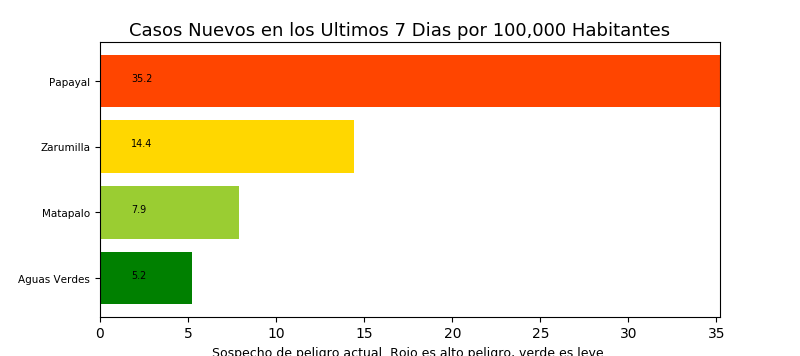 Casos Nuevos en los Ultimos 7 Dias por 100,000 Habitantes
Papayal 35.2
Zarumilla 14.4
Matapalo 7.9
Aguas Verdes 5.2
0 5 10 15 20 25 30 35
Sospecho de peligro actual. Rojo es alto peligro, verde es leve